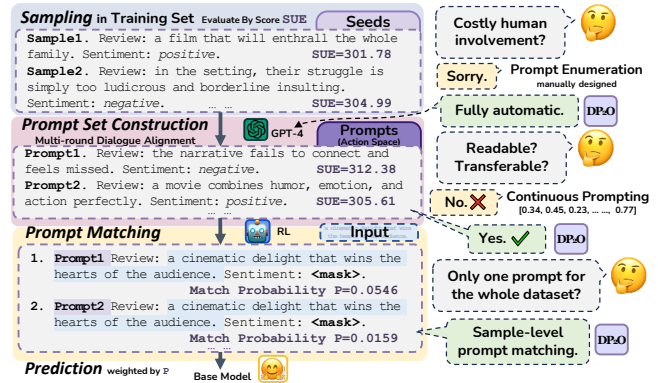 Sampling in Training Set Evaluate By Score SUE Seeds
Sample1. Review: a film that will enthrall the whole
family. Sentiment: positive. SUE=301.78
Sample2. Review: in the setting, their struggle is
simply too ludicrous and borderline insulting.
Sentiment: negative. … … SUE=304.99
Prompt Set Construction GPT-4 Prompts
Multi-round Dialogue Alignment (Action Space)
Prompt1. Review: the narrative fails to connect and
feels missed. Sentiment: negative. SUE=312.38
Prompt2. Review: a movie combines humor, emotion, and
action perfectly. Sentiment: positive. SUE=305.61
… …
Prompt Matching RL Input
1. Prompt1 Review: a cinematic delight that wins the
hearts of the audience. Sentiment: <mask>.
Match Probability P=0.0546
2. Prompt2 Review: a cinematic delight that wins the
hearts of the audience. Sentiment: <mask>.
Match Probability P=0.0159
… …
Prediction weighted by P Base Model
Costly human
involvement?
Sorry. Prompt Enumeration
manually designed
Fully automatic. DP₂O
Readable?
Transferable?
No. Continuous Prompting
[0.34, 0.45, 0.23, … …, 0.77]
Yes. DP₂O
Only one prompt for
the whole dataset?
Sample-level
prompt matching. DP₂O